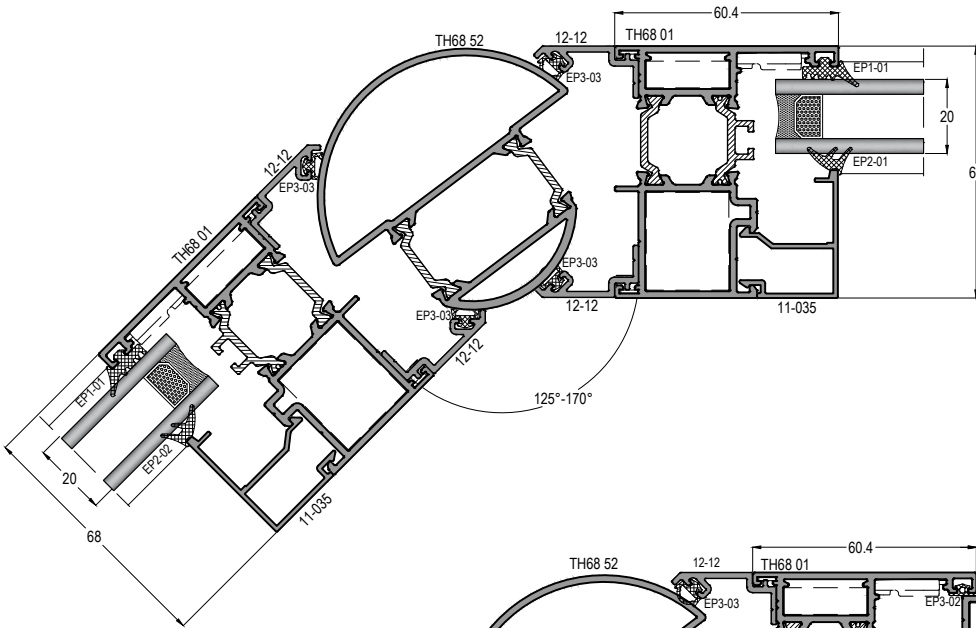 60.4
TH68 52
12-12
TH68 01
EP3-03
EP1-01
20
12-12
EP3-03
EP2-01
6
TH68 01
EP3-03
12-12
11-035
EP3-03
12-12
125°-170°
EP1-01
EP2-02
20
11-035
68
60.4
TH68 52
12-12
TH68 01
EP3-03
EP3-02